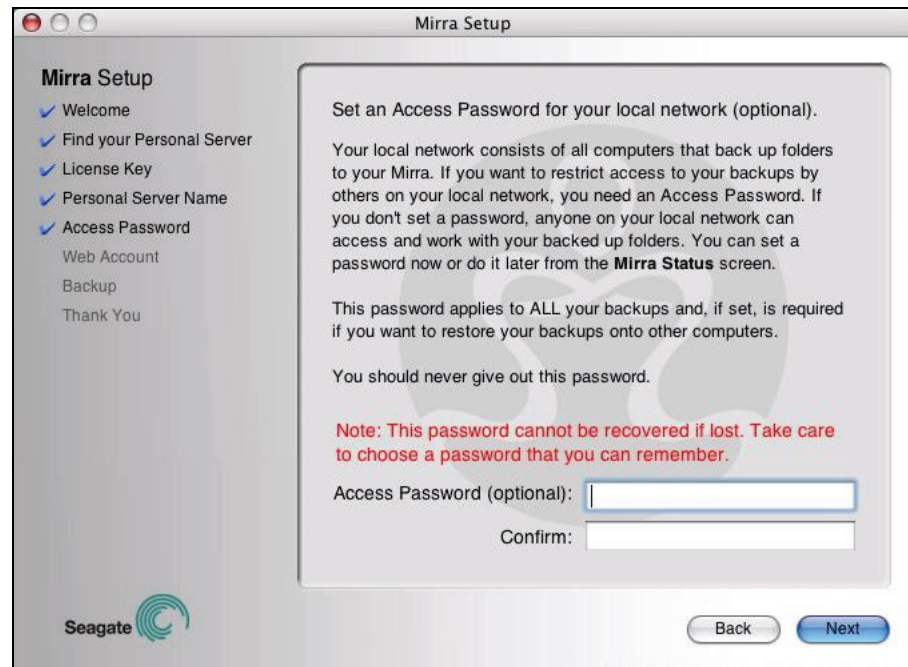 Mirra Setup
Mirra Setup
Welcome
Find your Personal Server
License Key
Personal Server Name
Access Password
Web Account
Backup
Thank You
Set an Access Password for your local network (optional).
Your local network consists of all computers that back up folders
to your Mirra. If you want to restrict access to your backups by
others on your local network, you need an Access Password. If
you don't set a password, anyone on your local network can
access and work with your backed up folders. You can set a
password now or do it later from the Mirra Status screen.
This password applies to ALL your backups and, if set, is required
if you want to restore your backups onto other computers.
You should never give out this password.
Note: This password cannot be recovered if lost. Take care
to choose a password that you can remember.
Access Password (optional):
Confirm:
Seagate
Back
Next